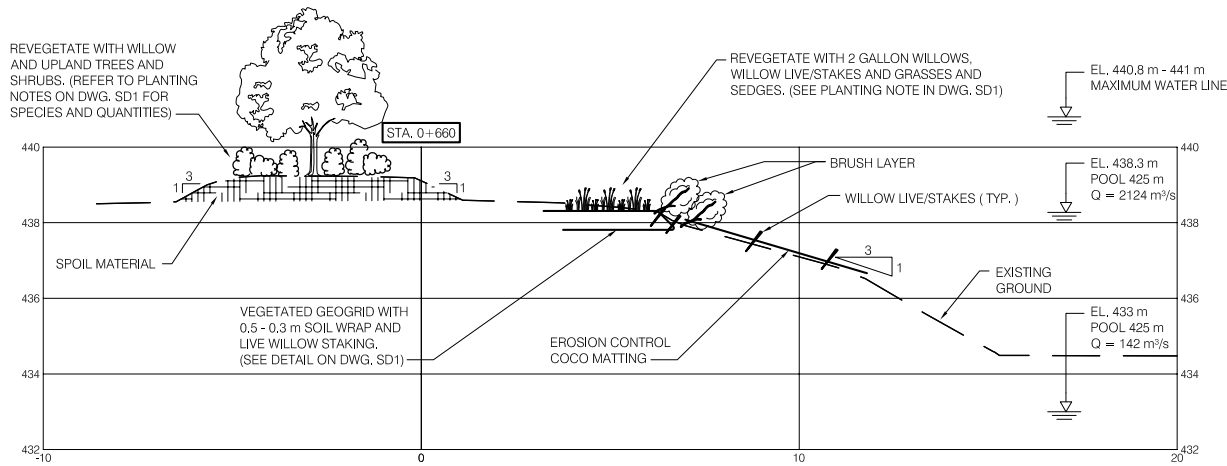 REVEGETATE WITH WILLOW
AND UPLAND TREES AND
SHRUBS. (REFER TO PLANTING
NOTES ON DWG. SD1 FOR
SPECIES AND QUANTITIES)
STA. 0+660
REVEGETATE WITH 2 GALLON WILLOWS,
WILLOW LIVE/STAKES AND GRASSES AND
SEDGES. (SEE PLANTING NOTE IN DWG. SD1)
EL. 440.8 m - 441 m
MAXIMUM WATER LINE
440
440
3
1
3
1
BRUSH LAYER
EL. 438.3 m
POOL 425 m
Q = 2124 m³/s
WILLOW LIVE/STAKES ( TYP. )
438
438
SPOIL MATERIAL
3
1
EXISTING
GROUND
436
436
VEGETATED GEOGRID WITH
0.5 - 0.3 m SOIL WRAP AND
LIVE WILLOW STAKING.
(SEE DETAIL ON DWG. SD1)
EROSION CONTROL
COCO MATTING
EL. 433 m
POOL 425 m
Q = 142 m³/s
434
434
432
432
-10
0
10
20